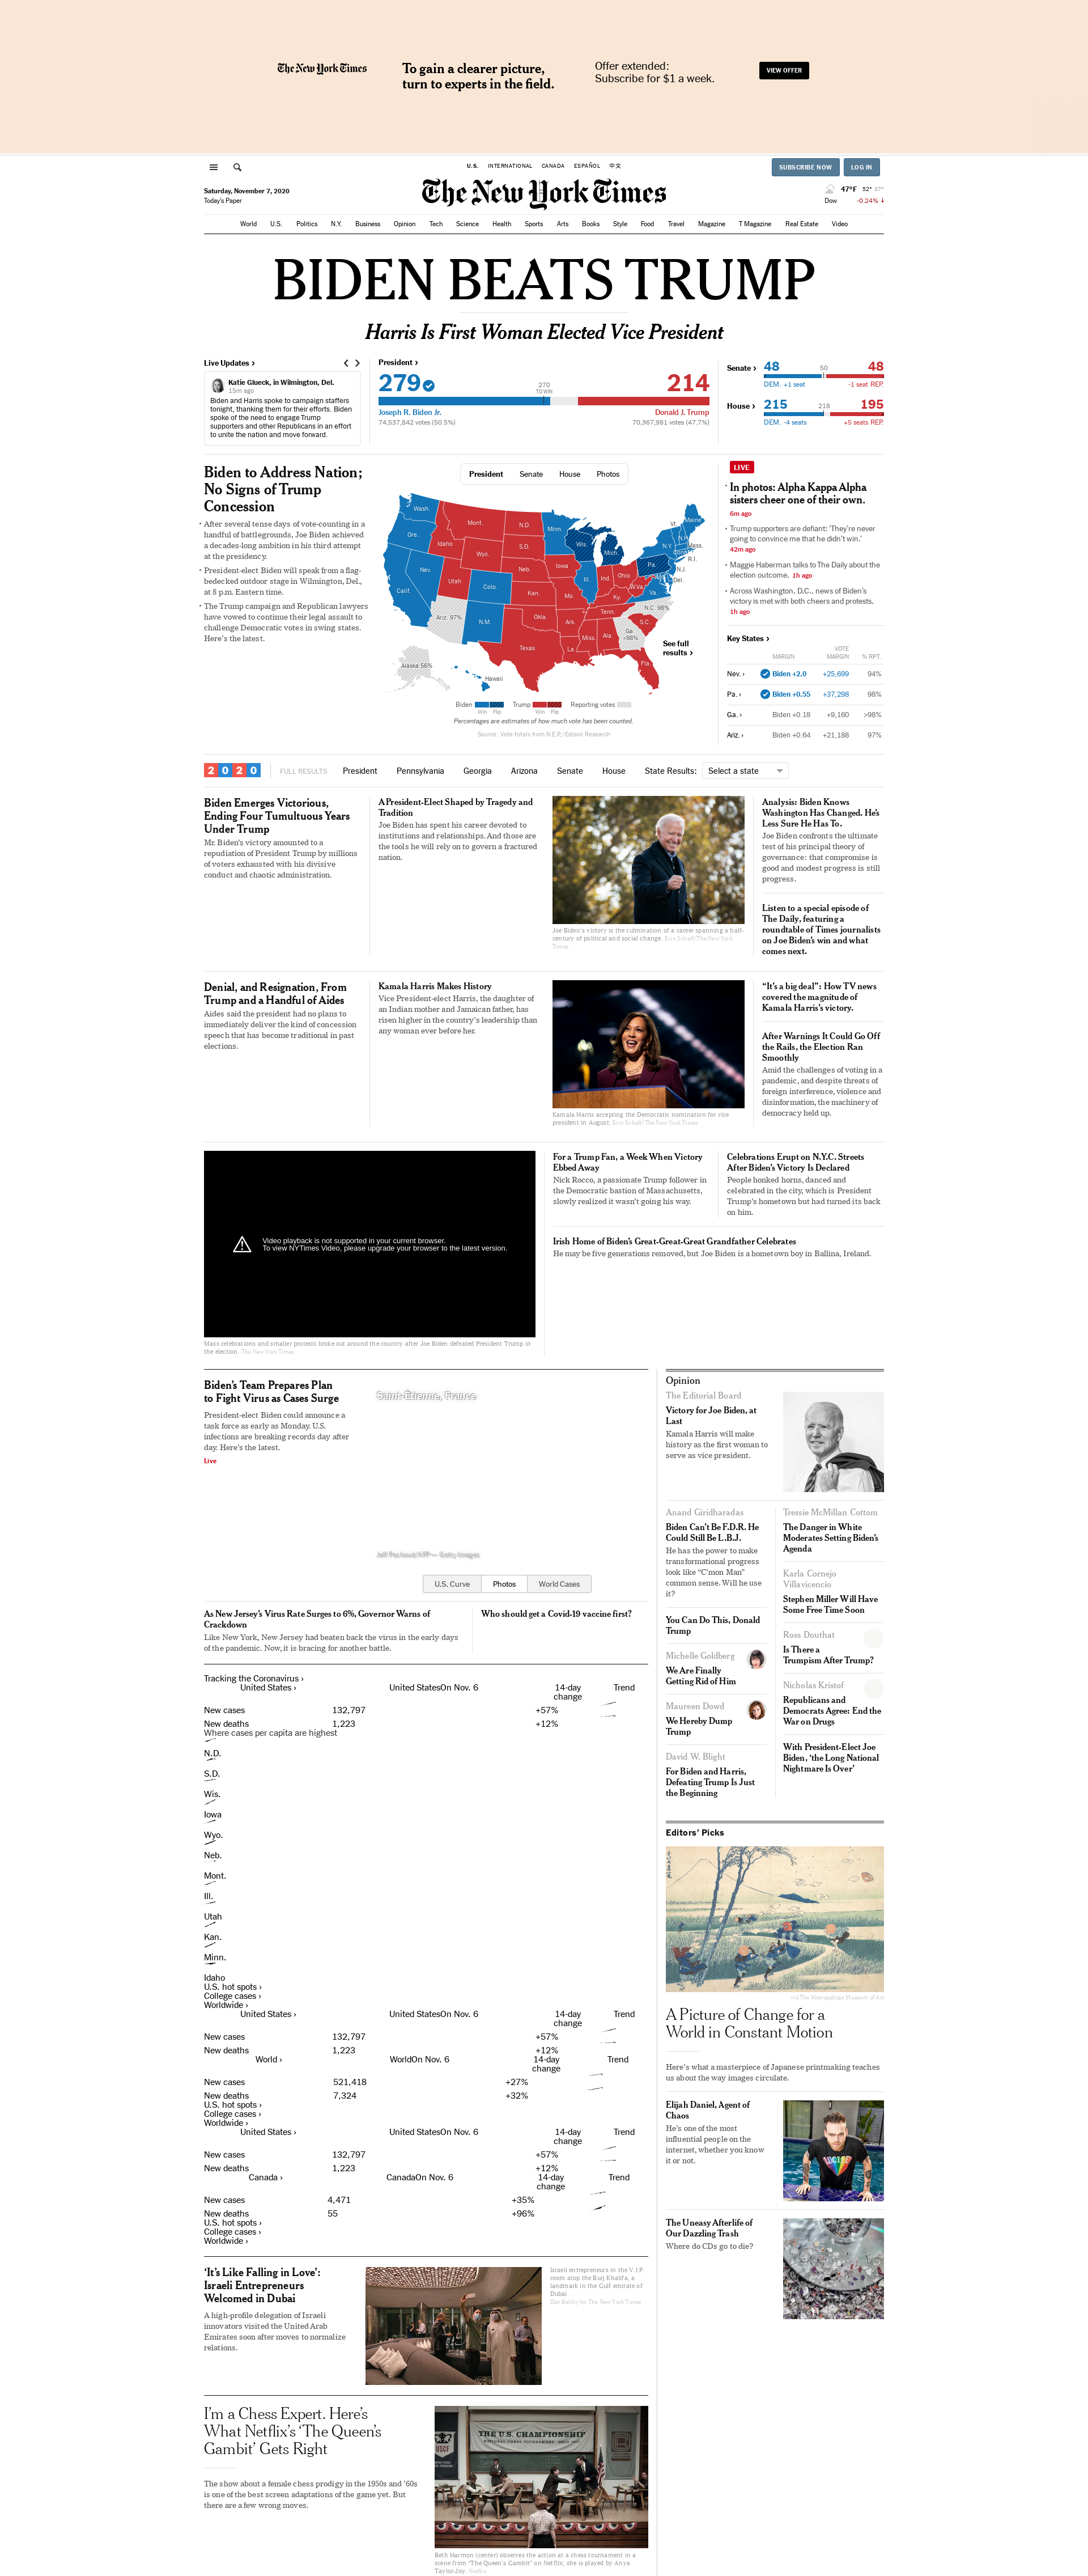 The New York Times
To gain a clearer picture,
turn to experts in the field.
Offer extended:
Subscribe for $1 a week.
VIEW OFFER
U.S. INTERNATIONAL CANADA ESPAÑOL 中文
SUBSCRIBE NOW LOG IN
Saturday, November 7, 2020
Today's Paper
The New York Times
47°F 52° 37°
Dow -0.24% ↓
World U.S. Politics N.Y. Business Opinion Tech Science Health Sports Arts Books Style Food Travel Magazine T Magazine Real Estate Video
BIDEN BEATS TRUMP
Harris Is First Woman Elected Vice President
Live Updates ›
Katie Glueck, in Wilmington, Del.
15m ago
Biden and Harris spoke to campaign staffers
tonight, thanking them for their efforts. Biden
spoke of the need to engage Trump
supporters and other Republicans in an effort
to unite the nation and move forward.
President ›
279
270
TO WIN
214
Joseph R. Biden Jr.
Donald J. Trump
74,537,842 votes (50.5%)
70,367,981 votes (47.7%)
Senate ›
48 50 48
DEM. +1 seat -1 seat REP.
House ›
215 218 195
DEM. -4 seats +5 seats REP.
Biden to Address Nation;
No Signs of Trump
Concession
• After several tense days of vote-counting in a
handful of battlegrounds, Joe Biden achieved
a decades-long ambition in his third attempt
at the presidency.
• President-elect Biden will speak from a flag-
bedecked outdoor stage in Wilmington, Del.,
at 8 p.m. Eastern time.
• The Trump campaign and Republican lawyers
have vowed to continue their legal assault to
challenge Democratic votes in swing states.
Here's the latest.
President Senate House Photos
Wash.
Ore.
Calif.
Nev.
Idaho
Mont.
Wyo.
Utah
Ariz. 97%
Colo.
N.M.
N.D.
S.D.
Neb.
Kan.
Okla.
Texas
Minn.
Iowa
Mo.
Ark.
La.
Wis.
Ill.
Mich.
Ind.
Ohio
Ky.
Tenn.
Miss.
Ala.
Ga.
>98%
Fla.
S.C.
N.C. 98%
Va.
W.Va.
Pa.
N.Y.
Vt.
N.H.
Maine
Mass.
Conn.
R.I.
N.J.
Del.
Alaska 56%
Hawaii
See full
results ›
Biden Trump Reporting votes
Win Flip Win Flip
Percentages are estimates of how much vote has been counted.
Source: Vote totals from N.E.P./Edison Research
LIVE
• In photos: Alpha Kappa Alpha
sisters cheer one of their own.
6m ago
• Trump supporters are defiant: 'They're never
going to convince me that he didn't win.'
42m ago
• Maggie Haberman talks to The Daily about the
election outcome. 1h ago
• Across Washington, D.C., news of Biden's
victory is met with both cheers and protests.
1h ago
Key States ›
MARGIN VOTE MARGIN % RPT.
Nev. › Biden +2.0 +25,699 94%
Pa. › Biden +0.55 +37,298 98%
Ga. › Biden +0.18 +9,160 >98%
Ariz. › Biden +0.64 +21,188 97%
2020
FULL RESULTS President Pennsylvania Georgia Arizona Senate House State Results: Select a state
Biden Emerges Victorious,
Ending Four Tumultuous Years
Under Trump
Mr. Biden's victory amounted to a
repudiation of President Trump by millions
of voters exhausted with his divisive
conduct and chaotic administration.
A President-Elect Shaped by Tragedy and
Tradition
Joe Biden has spent his career devoted to
institutions and relationships. And those are
the tools he will rely on to govern a fractured
nation.
Joe Biden's victory is the culmination of a career spanning a half-
century of political and social change. Erin Schaff/The New York
Times
Analysis: Biden Knows
Washington Has Changed. He's
Less Sure He Has To.
Joe Biden confronts the ultimate
test of his principal theory of
governance: that compromise is
good and modest progress is still
progress.
Listen to a special episode of
The Daily, featuring a
roundtable of Times journalists
on Joe Biden's win and what
comes next.
Denial, and Resignation, From
Trump and a Handful of Aides
Aides said the president had no plans to
immediately deliver the kind of concession
speech that has become traditional in past
elections.
Kamala Harris Makes History
Vice President-elect Harris, the daughter of
an Indian mother and Jamaican father, has
risen higher in the country's leadership than
any woman ever before her.
Kamala Harris accepting the Democratic nomination for vice
president in August. Erin Schaff/The New York Times
"It's a big deal": How TV news
covered the magnitude of
Kamala Harris's victory.
After Warnings It Could Go Off
the Rails, the Election Ran
Smoothly
Amid the challenges of voting in a
pandemic, and despite threats of
foreign interference, violence and
disinformation, the machinery of
democracy held up.
Video playback is not supported in your current browser.
To view NYTimes Video, please upgrade your browser to the latest version.
Mass celebrations and smaller protests broke out around the country after Joe Biden defeated President Trump in
the election. The New York Times
For a Trump Fan, a Week When Victory
Ebbed Away
Nick Rocco, a passionate Trump follower in
the Democratic bastion of Massachusetts,
slowly realized it wasn't going his way.
Celebrations Erupt on N.Y.C. Streets
After Biden's Victory Is Declared
People honked horns, danced and
celebrated in the city, which is President
Trump's hometown but had turned its back
on him.
Irish Home of Biden's Great-Great-Great Grandfather Celebrates
He may be five generations removed, but Joe Biden is a hometown boy in Ballina, Ireland.
Biden's Team Prepares Plan
to Fight Virus as Cases Surge
President-elect Biden could announce a
task force as early as Monday. U.S.
infections are breaking records day after
day. Here's the latest.
Live
Saint-Étienne, France
Jeff Pachoud/AFP — Getty Images
U.S. Curve Photos World Cases
As New Jersey's Virus Rate Surges to 6%, Governor Warns of
Crackdown
Like New York, New Jersey had beaten back the virus in the early days
of the pandemic. Now, it is bracing for another battle.
Who should get a Covid-19 vaccine first?
Tracking the Coronavirus ›
United States › United StatesOn Nov. 6 14-day change Trend
New cases 132,797 +57%
New deaths 1,223 +12%
Where cases per capita are highest
N.D.
S.D.
Wis.
Iowa
Wyo.
Neb.
Mont.
Ill.
Utah
Kan.
Minn.
Idaho
U.S. hot spots ›
College cases ›
Worldwide ›
United States › United StatesOn Nov. 6 14-day change Trend
New cases 132,797 +57%
New deaths 1,223 +12%
World › WorldOn Nov. 6 14-day change Trend
New cases 521,418 +27%
New deaths 7,324 +32%
U.S. hot spots ›
College cases ›
Worldwide ›
United States › United StatesOn Nov. 6 14-day change Trend
New cases 132,797 +57%
New deaths 1,223 +12%
Canada › CanadaOn Nov. 6 14-day change Trend
New cases 4,471 +35%
New deaths 55 +96%
U.S. hot spots ›
College cases ›
Worldwide ›
'It's Like Falling in Love':
Israeli Entrepreneurs
Welcomed in Dubai
A high-profile delegation of Israeli
innovators visited the United Arab
Emirates soon after moves to normalize
relations.
Israeli entrepreneurs in the V.I.P.
room atop the Burj Khalifa, a
landmark in the Gulf emirate of
Dubai.
Dan Balilty for The New York Times
I'm a Chess Expert. Here's
What Netflix's 'The Queen's
Gambit' Gets Right
The show about a female chess prodigy in the 1950s and '60s
is one of the best screen adaptations of the game yet. But
there are a few wrong moves.
THE U.S. CHAMPIONSHIP
USCF
Beth Harmon (center) observes the action at a chess tournament in a
scene from "The Queen's Gambit" on Netflix; she is played by Anya
Taylor-Joy. Netflix
Opinion
The Editorial Board
Victory for Joe Biden, at
Last
Kamala Harris will make
history as the first woman to
serve as vice president.
Anand Giridharadas
Biden Can't Be F.D.R. He
Could Still Be L.B.J.
He has the power to make
transformational progress
look like "C'mon Man"
common sense. Will he use
it?
You Can Do This, Donald
Trump
Michelle Goldberg
We Are Finally
Getting Rid of Him
Maureen Dowd
We Hereby Dump
Trump
David W. Blight
For Biden and Harris,
Defeating Trump Is Just
the Beginning
Tressie McMillan Cottom
The Danger in White
Moderates Setting Biden's
Agenda
Karla Cornejo
Villavicencio
Stephen Miller Will Have
Some Free Time Soon
Ross Douthat
Is There a
Trumpism After Trump?
Nicholas Kristof
Republicans and
Democrats Agree: End the
War on Drugs
With President-Elect Joe
Biden, 'the Long National
Nightmare Is Over'
Editors' Picks
via The Metropolitan Museum of Art
A Picture of Change for a
World in Constant Motion
Here's what a masterpiece of Japanese printmaking teaches
us about the way images circulate.
Elijah Daniel, Agent of
Chaos
He's one of the most
influential people on the
internet, whether you know
it or not.
The Uneasy Afterlife of
Our Dazzling Trash
Where do CDs go to die?